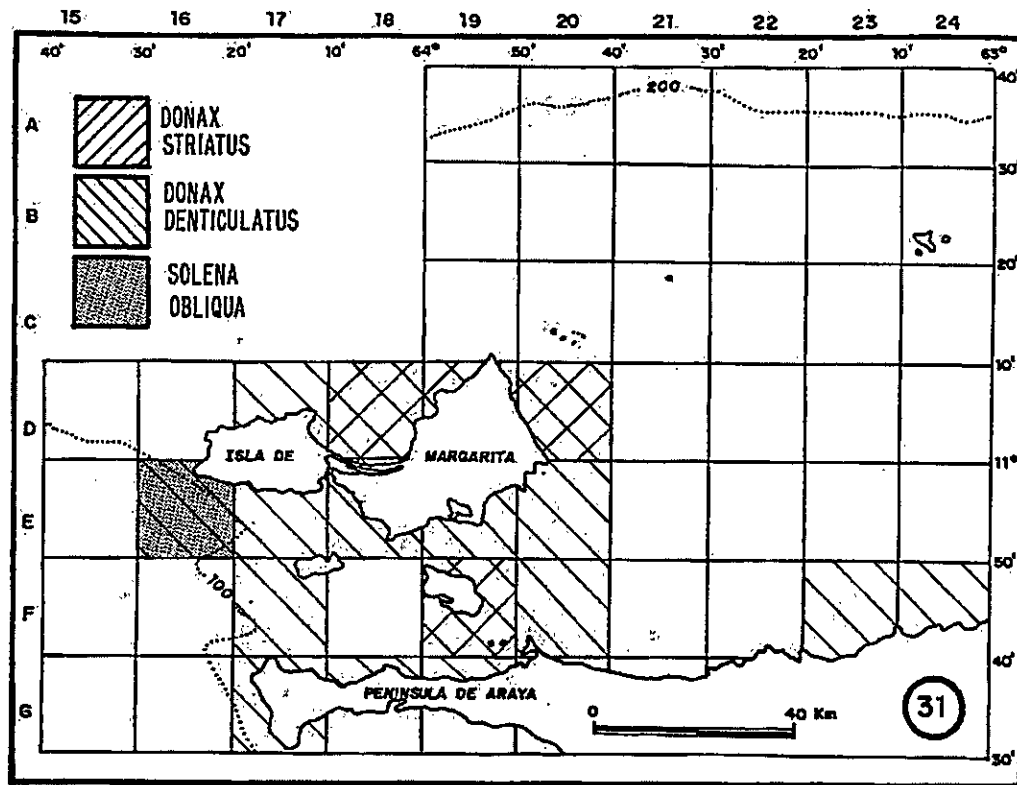 15 16 17 18 19 20 21 22 24
40' 30' 20' 10' 64° 50' 40' 30' 20' 10' 63°
40'
200
A
DONAX
STRIATUS
30'
B
DONAX
DENTICULATUS
20'
SOLENA
OBLIQUA
C
10'
D
ISLA DE MARGARITA
11°
E
50'
100
F
40'
PENINSULA DE ARAYA
G
0 40 Km
31
30'